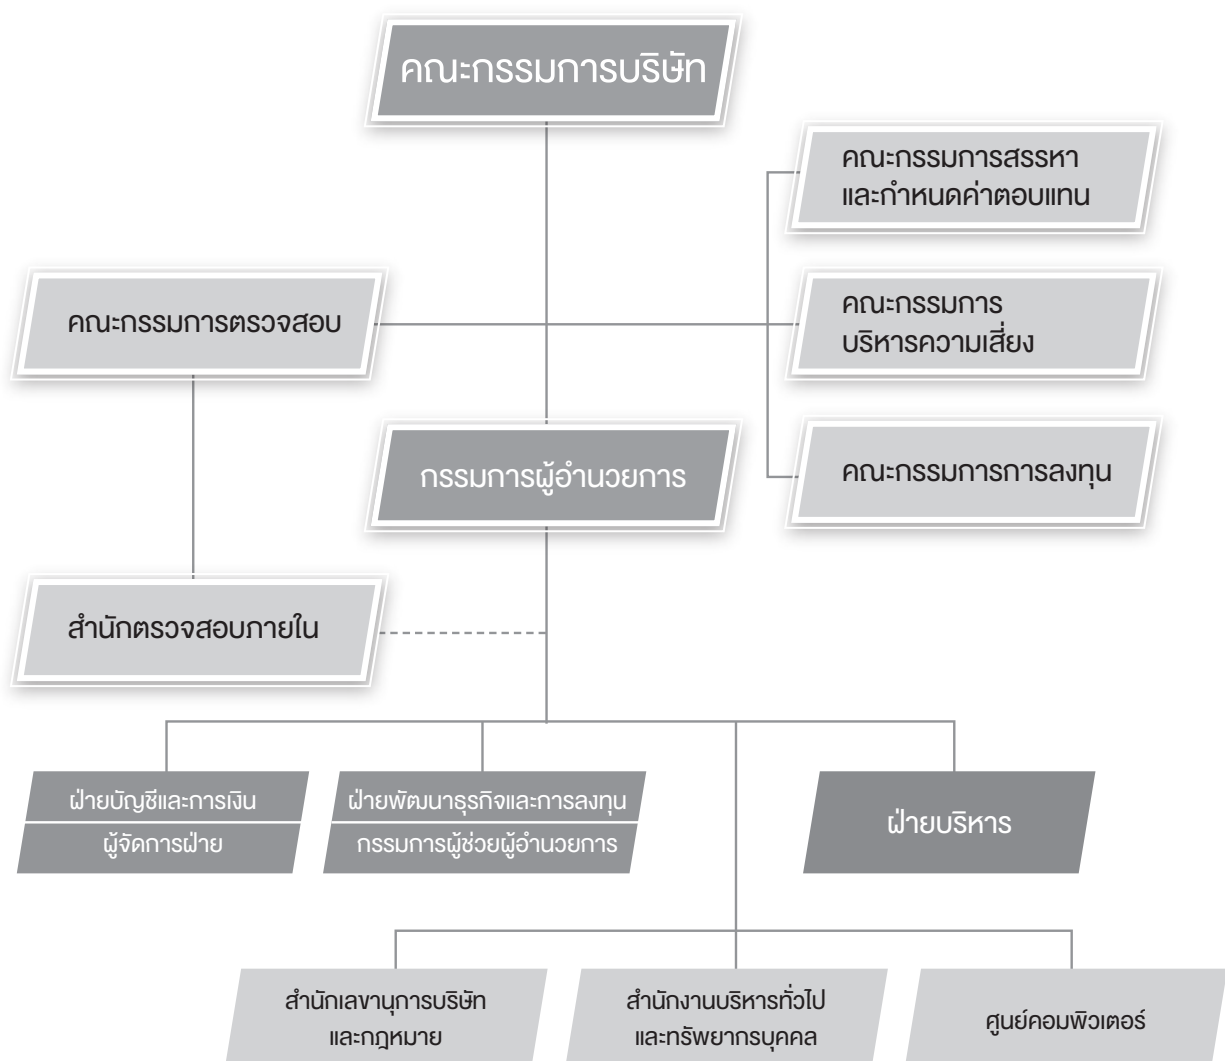 คณะกรรมการบริษัท
คณะกรรมการสรรหา
และกำหนดค่าตอบแทน
คณะกรรมการตรวจสอบ
คณะกรรมการ
บริหารความเสี่ยง
กรรมการผู้อำนวยการ
คณะกรรมการการลงทุน
สำนักตรวจสอบภายใน
ฝ่ายบัญชีและการเงิน
ผู้จัดการฝ่าย
ฝ่ายพัฒนาธุรกิจและการลงทุน
กรรมการผู้ช่วยผู้อำนวยการ
ฝ่ายบริหาร
สำนักเลขานุการบริษัท
และกฎหมาย
สำนักงานบริหารทั่วไป
และทรัพยากรบุคคล
ศูนย์คอมพิวเตอร์